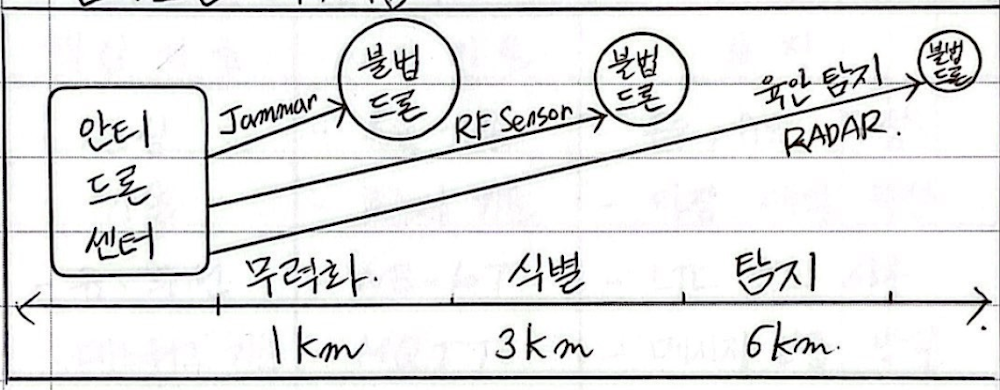 안티
드론
센터
Jammar
불법
드론
RF Sensor
불법
드론
육안 탐지
RADAR.
불법
드론
무력화.
식별
탐지
1km
3km
6km.